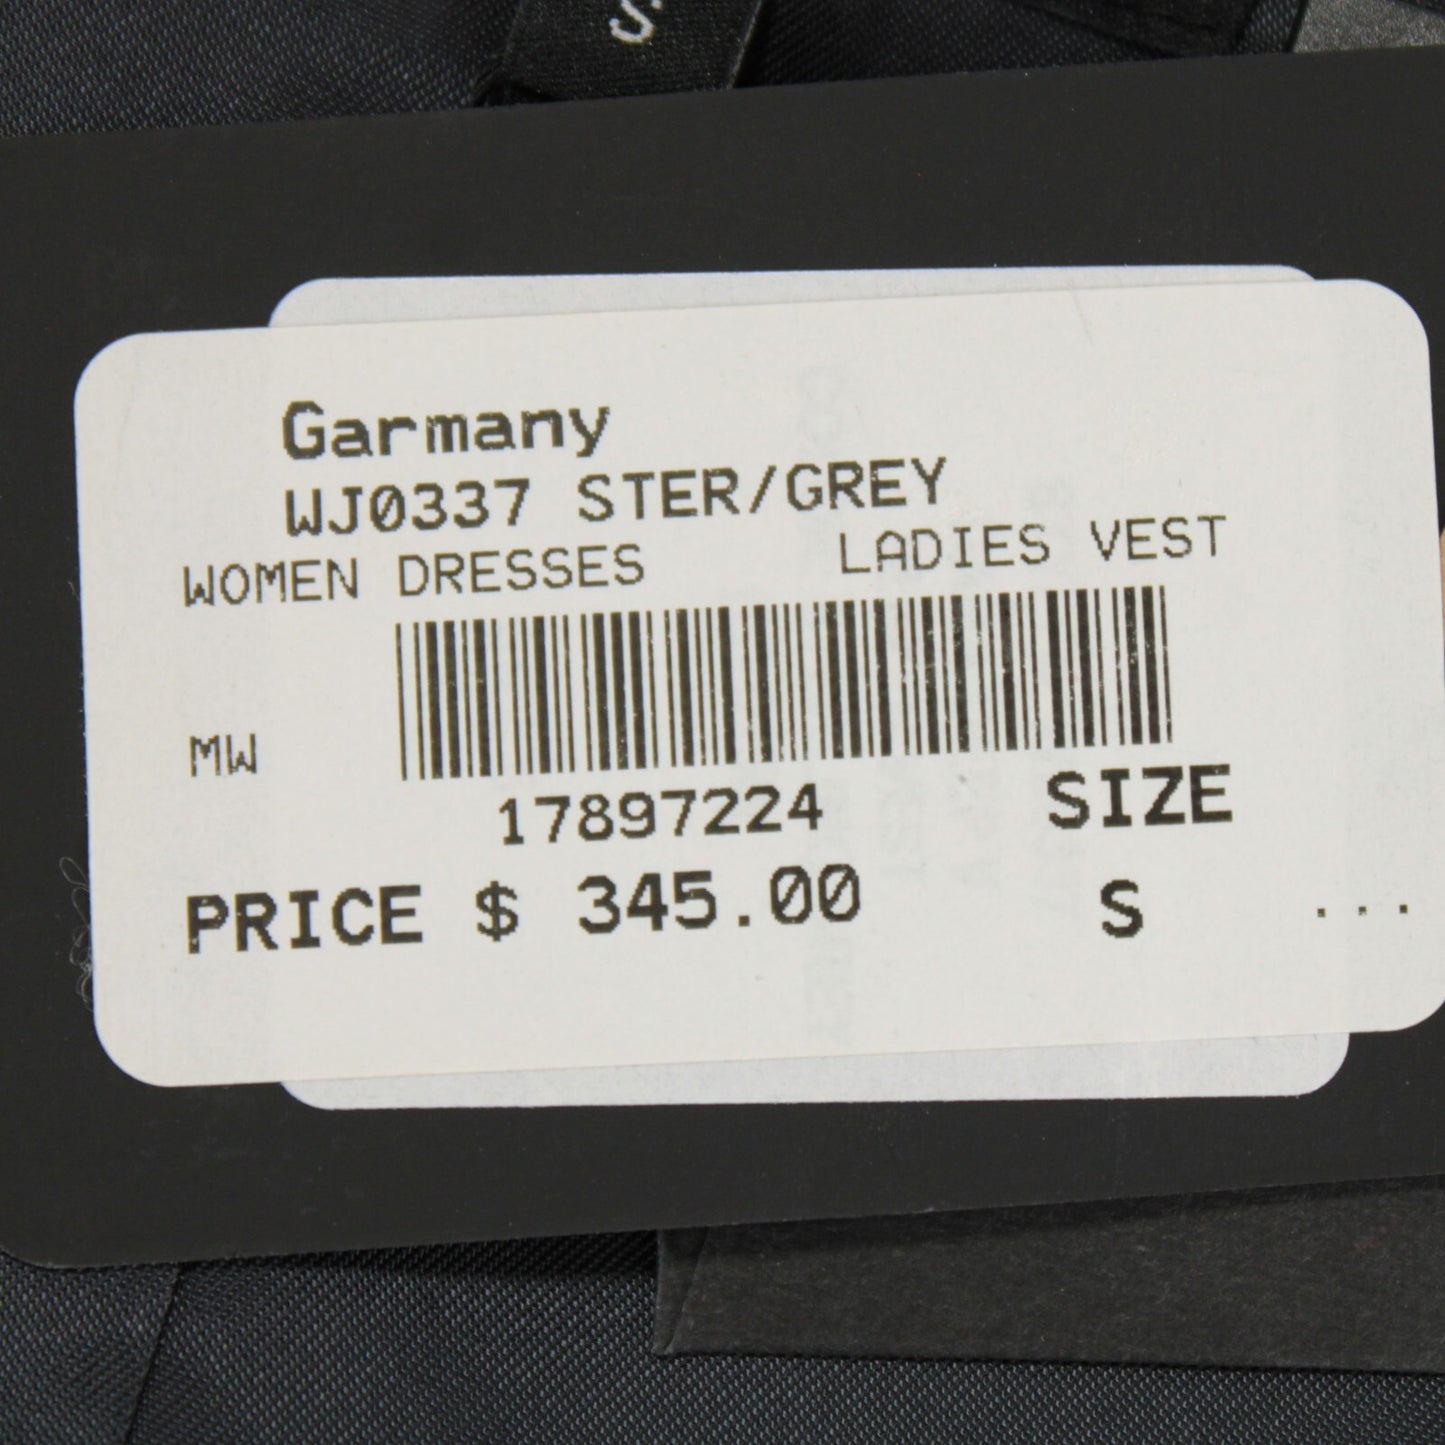 Garmany
WJ0337 STER/GREY
WOMEN DRESSES LADIES VEST
MW
17897224 SIZE
PRICE $ 345.00 S ...